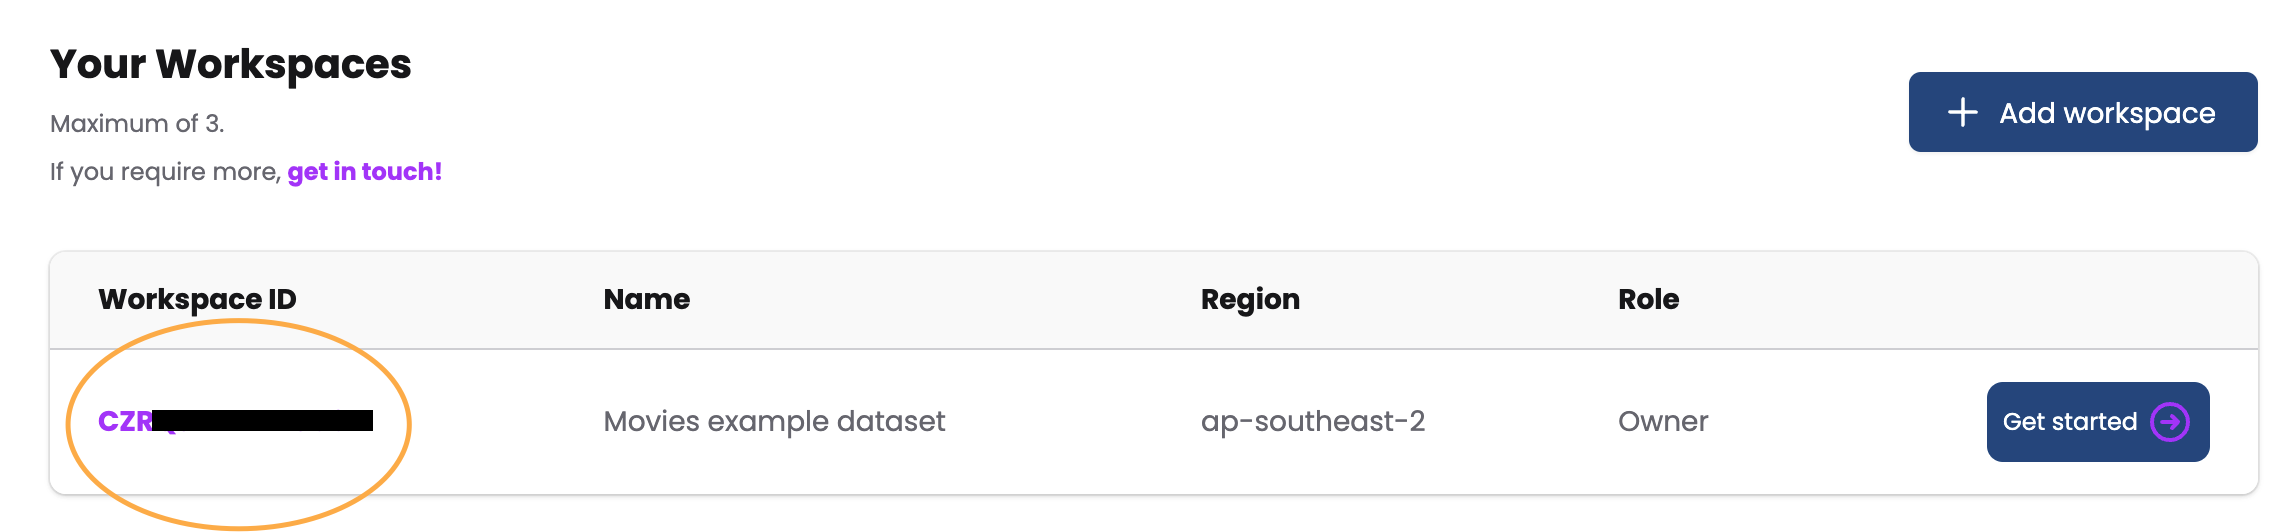 Your Workspaces
Maximum of 3.
If you require more, get in touch!
Add workspace
Workspace ID Name Region Role
CZR Movies example dataset ap-southeast-2 Owner Get started